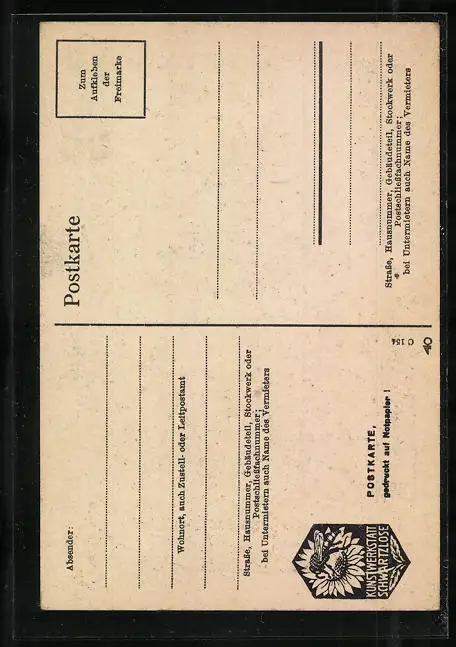 Absender:
Wohnort, auch Zustell- oder Leitpostamt
Straße, Hausnummer, Gebäudeteil, Stockwerk oder
Postschließfachnummer;
bei Untermietern auch Name des Vermieters
POSTKARTE,
gedruckt auf Notpapier!
KUNSTWERKSTATT
SCHWARTZLOSE
Postkarte
Zum
Aufkleben
der
Freimarke
Straße, Hausnummer, Gebäudeteil, Stockwerk oder
Postschließfachnummer;
bei Untermietern auch Name des Vermieters
C 154
40